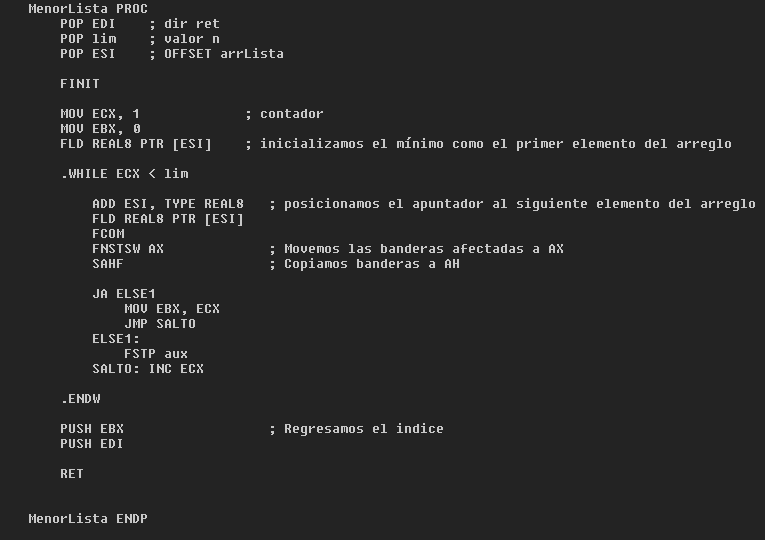 MenorLista PROC
POP EDI ; dir ret
POP lim ; valor n
POP ESI ; OFFSET arrLista
FINIT
MOV ECX, 1 ; contador
MOV EBX, 0
FLD REAL8 PTR [ESI] ; inicializamos el mínimo como el primer elemento del arreglo
.WHILE ECX < lim
ADD ESI, TYPE REAL8 ; posicionamos el apuntador al siguiente elemento del arreglo
FLD REAL8 PTR [ESI]
FCOM
FNSTSW AX ; Movemos las banderas afectadas a AX
SAHF ; Copiamos banderas a AH
JA ELSE1
MOV EBX, ECX
JMP SALTO
ELSE1:
FSTP aux
SALTO: INC ECX
.ENDW
PUSH EBX ; Regresamos el indice
PUSH EDI
RET
MenorLista ENDP